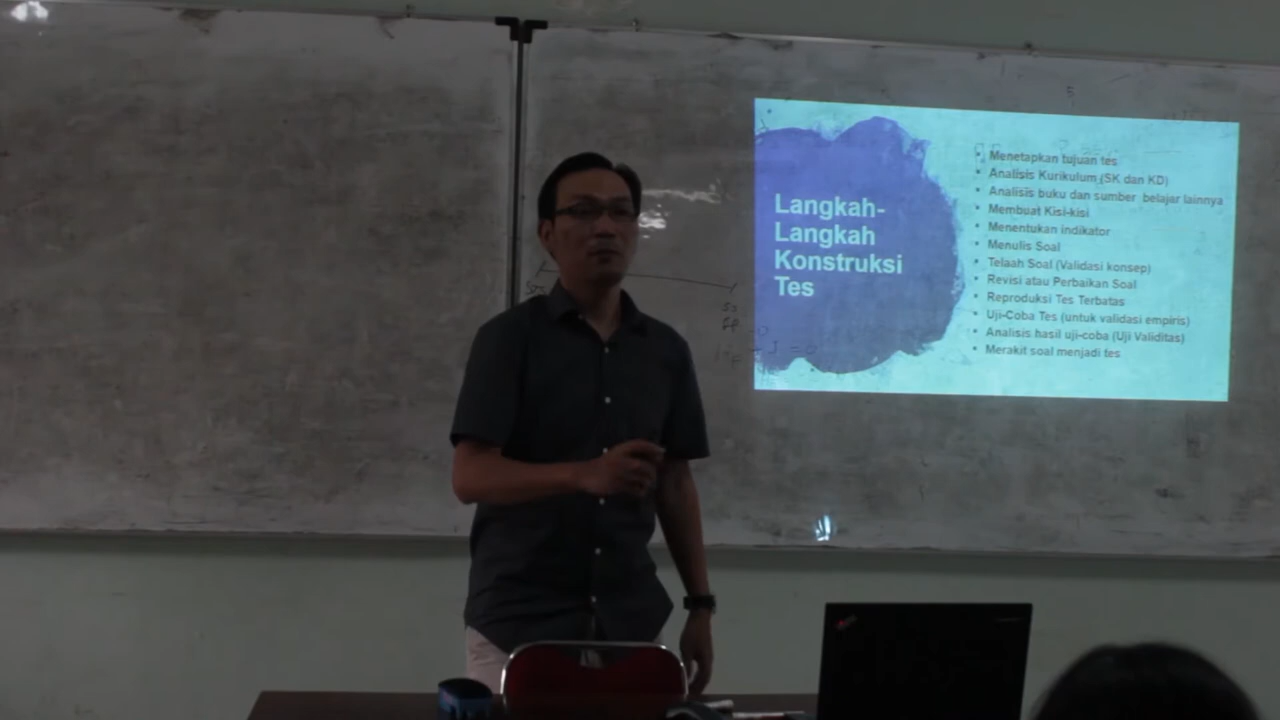 Langkah-
Langkah
Konstruksi
Tes
Menetapkan tujuan tes
Analisis Kurikulum (SK dan KD)
Analisis buku dan sumber belajar lainnya
Membuat Kisi-kisi
Menentukan indikator
Menulis Soal
Telaah Soal (Validasi konsep)
Revisi atau Perbaikan Soal
Reproduksi Tes Terbatas
Uji-Coba Tes (untuk validasi empiris)
Analisis hasil uji-coba (Uji Validitas)
Merakit soal menjadi tes